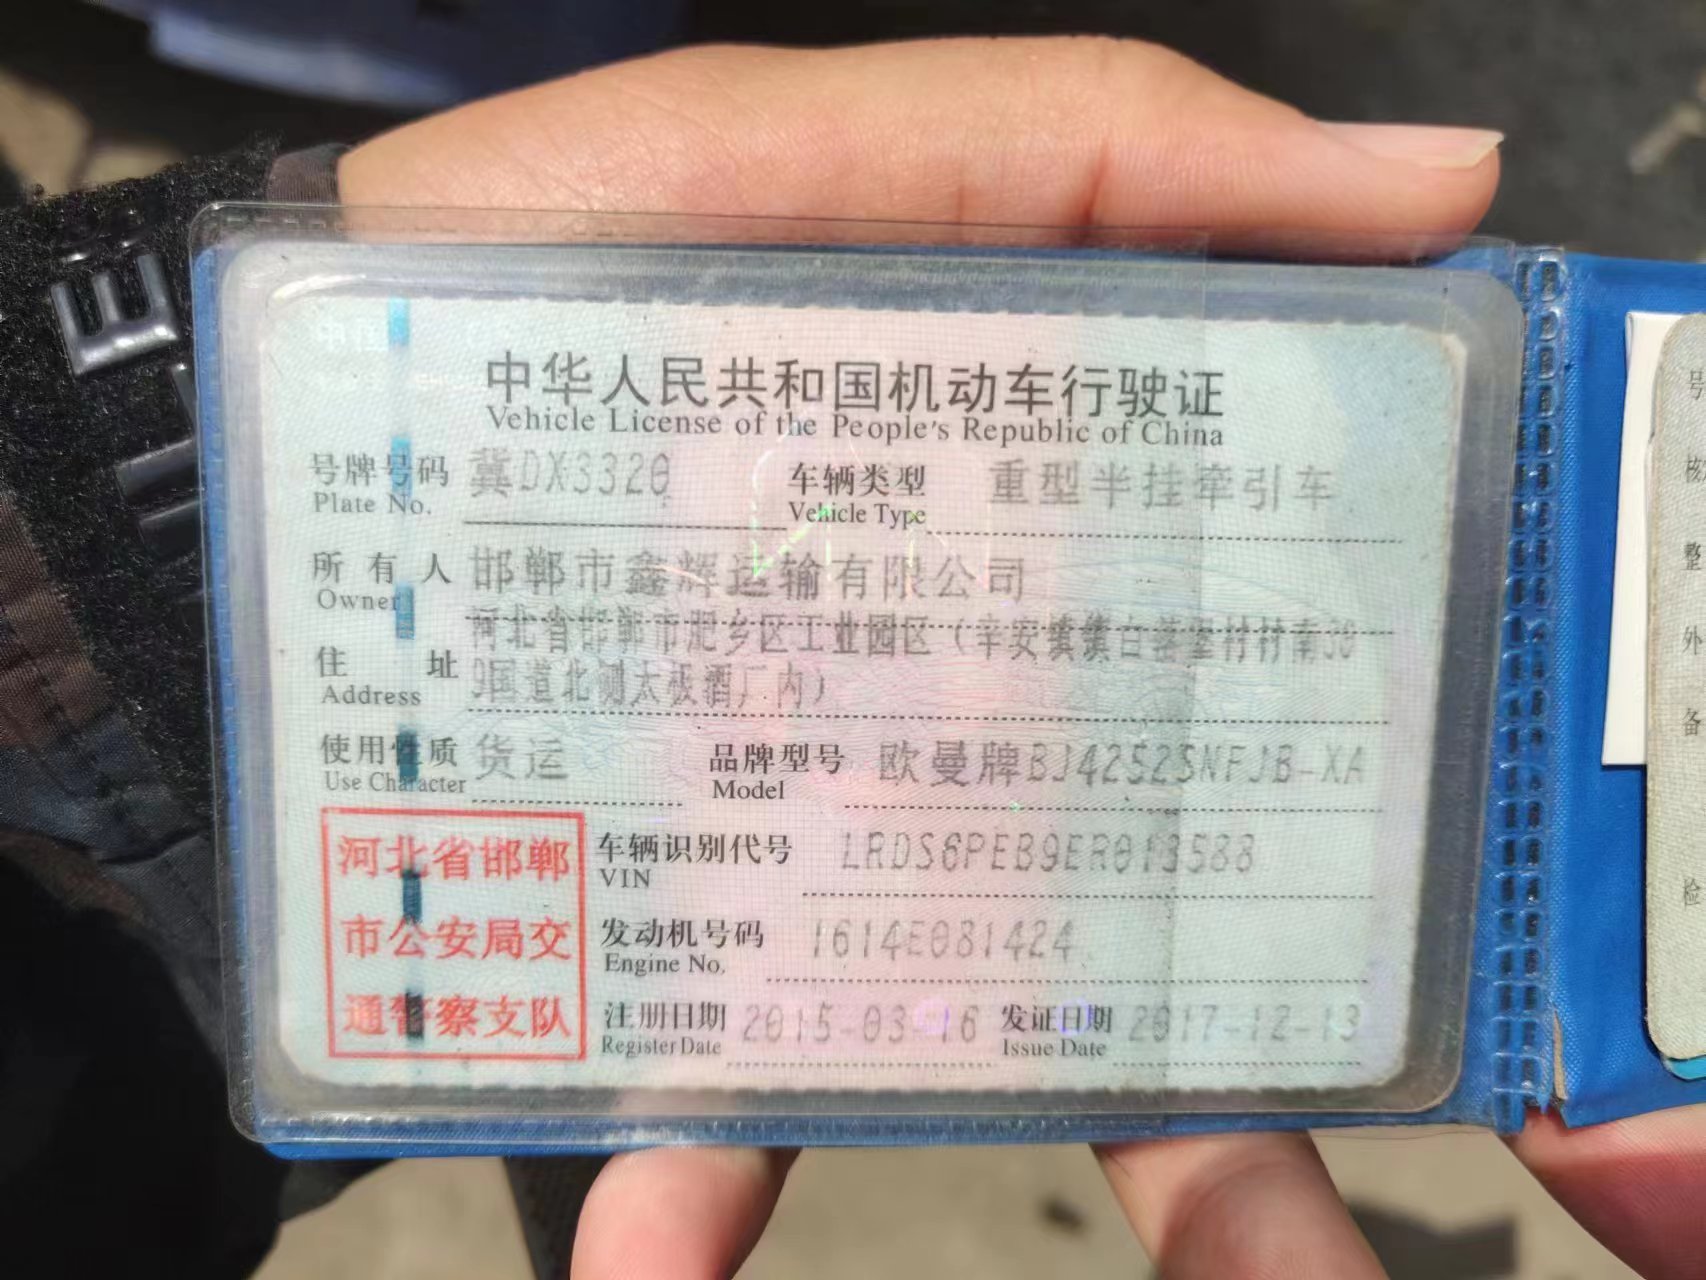 中华人民共和国机动车行驶证
Vehicle License of the People's Republic of China
号牌号码 冀DX3320 车辆类型 重型半挂牵引车
Plate No. Vehicle Type
所有人 邯郸市鑫辉运输有限公司
Owner
河北省邯郸市肥乡区工业园区(辛安镇镇白落堡村村南30
住址 9国道北侧太极酒厂内)
Address
使用性质 货运 品牌型号 欧曼牌BJ4252SNFJB-XA
Use Character Model
河北省邯郸
市公安局交
通警察支队
车辆识别代号 LRDS6PEB9ER013588
VIN
发动机号码 1614E081424
Engine No.
注册日期 2015-03-16 发证日期 2017-12-13
Register Date Issue Date
号
核
整
外
备
检